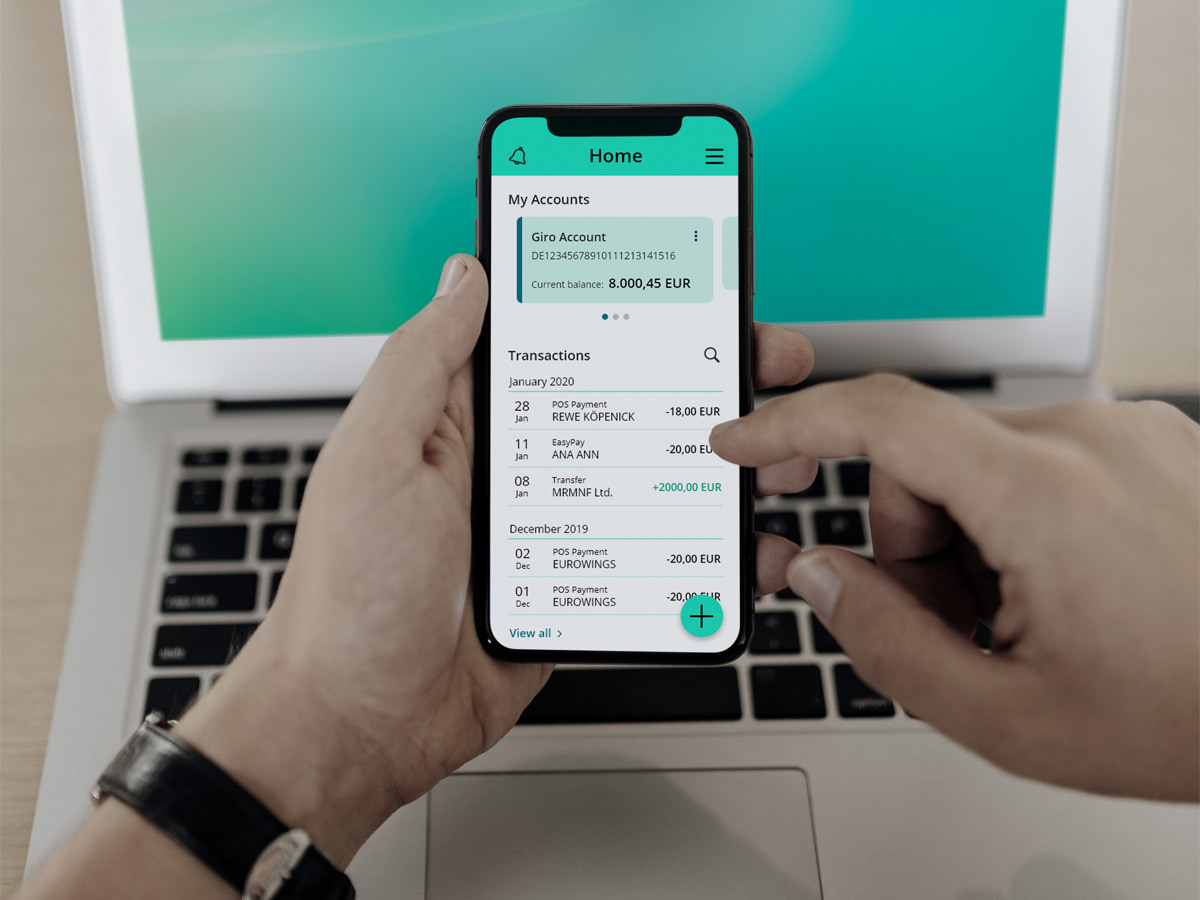 Home
My Accounts
Giro Account
DE12345678910111213141516
Current balance: 8.000,45 EUR
Transactions
January 2020
28 Jan
POS Payment
REWE KÖPENICK
-18,00 EUR
11 Jan
EasyPay
ANA ANN
-20,00 EU
08 Jan
Transfer
MRMNF Ltd.
+2000,00 EUR
December 2019
02 Dec
POS Payment
EUROWINGS
-20,00 EUR
01 Dec
POS Payment
EUROWINGS
-20,00 EUR
View all >